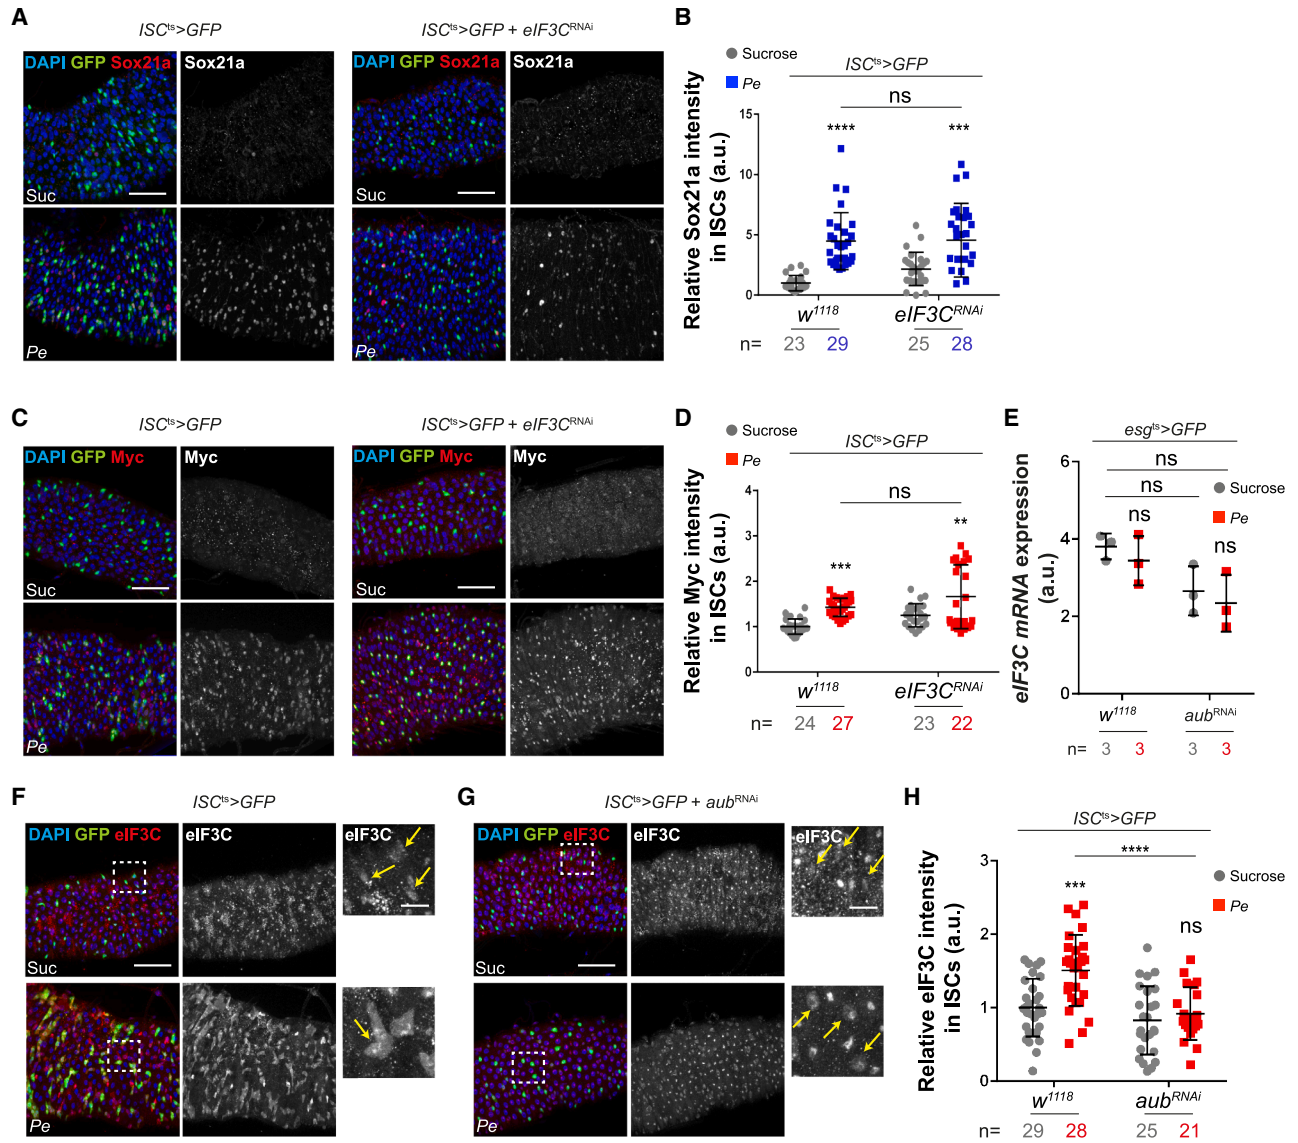 A
ISCts>GFP
ISCts>GFP + eIF3CRNAi
DAPI GFP Sox21a
Sox21a
DAPI GFP Sox21a
Sox21a
Suc
Pe
B
Sucrose
Pe
ISCts>GFP
ns
Relative Sox21a intensity
in ISCs (a.u.)
15
10
5
0
****
***
w1118
eIF3CRNAi
n= 23 29 25 28
C
ISCts>GFP
ISCts>GFP + eIF3CRNAi
DAPI GFP Myc
Myc
DAPI GFP Myc
Myc
Suc
Pe
D
Sucrose
Pe
ISCts>GFP
ns
Relative Myc intensity
in ISCs (a.u.)
4
3
2
1
0
***
**
w1118
eIF3CRNAi
n= 24 27 23 22
E
esgts>GFP
ns
ns
Sucrose
Pe
eIF3C mRNA expression
(a.u.)
6
4
2
0
ns
ns
w1118
aubRNAi
n= 3 3 3 3
F
ISCts>GFP
DAPI GFP eIF3C
eIF3C
eIF3C
Suc
Pe
G
ISCts>GFP + aubRNAi
DAPI GFP eIF3C
eIF3C
eIF3C
Suc
Pe
H
ISCts>GFP
****
Sucrose
Pe
Relative eIF3C intensity
in ISCs (a.u.)
3
2
1
0
***
ns
w1118
aubRNAi
n= 29 28 25 21